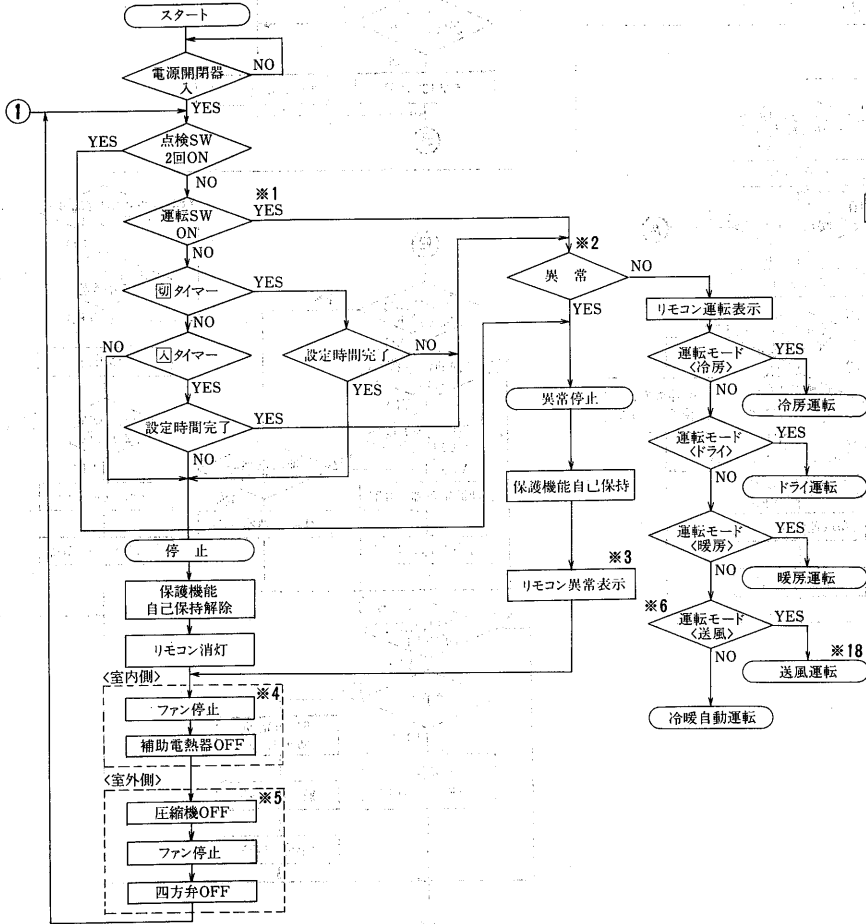 スタート
電源開閉器
入
NO
YES
①
点検SW
2回ON
YES
NO
※1
運転SW
ON
YES
NO
切タイマー
YES
NO
入タイマー
NO
YES
設定時間完了
NO
YES
設定時間完了
YES
NO
停止
保護機能
自己保持解除
リモコン消灯
〈室内側〉
※4
ファン停止
補助電熱器OFF
〈室外側〉
※5
圧縮機OFF
ファン停止
四方弁OFF
※2
異常
NO
YES
異常停止
保護機能自己保持
※3
リモコン異常表示
リモコン運転表示
運転モード
〈冷房〉
YES
NO
冷房運転
運転モード
〈ドライ〉
YES
NO
ドライ運転
運転モード
〈暖房〉
YES
NO
暖房運転
※6
運転モード
〈送風〉
YES
NO
※18
送風運転
冷暖自動運転